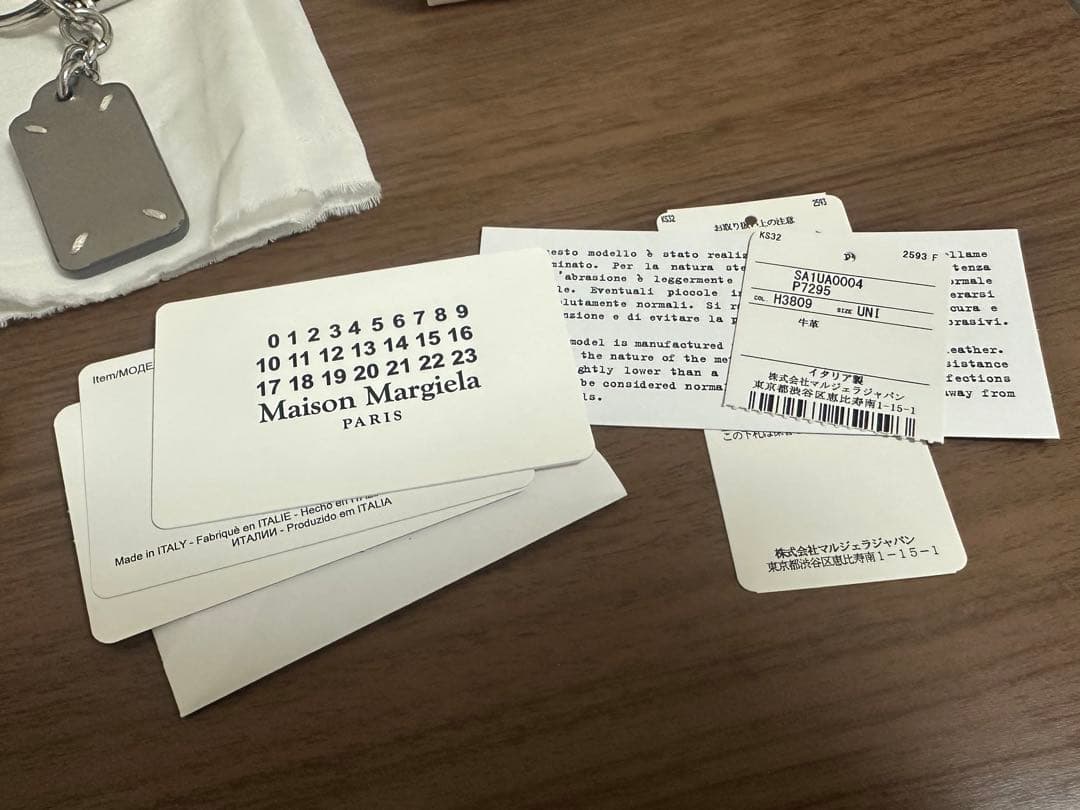 0 1 2 3 4 5 6 7 8 9
10 11 12 13 14 15 16
17 18 19 20 21 22 23
Maison Margiela
PARIS
Item/МОДЕ
Made in ITALY - Fabriqué en ITALIE - Hecho en
ИТАЛИИ - Produzido em ITALIA
KS32 2593
お取り扱い上の注意
esto modello è stato realiz
minato. Per la natura ste
'abrasione è leggermente
le. Eventuali piccole i
lutamente normali. Si r
nzione e di evitare la p
model is manufactured
the nature of the me
ghtly lower than a
be considered norma
ls.
llame
tenza
ormale
erarsi
cura e
brasivi.
eather.
sistance
fections
away from
KS32
2593 F
SA1UA0004
P7295
COL. H3809 SIZE UNI
牛革
イタリア製
株式会社マルジェラジャパン
東京都渋谷区恵比寿南1-15-1
この下札は
株式会社マルジェラジャパン
東京都渋谷区恵比寿南1-15-1